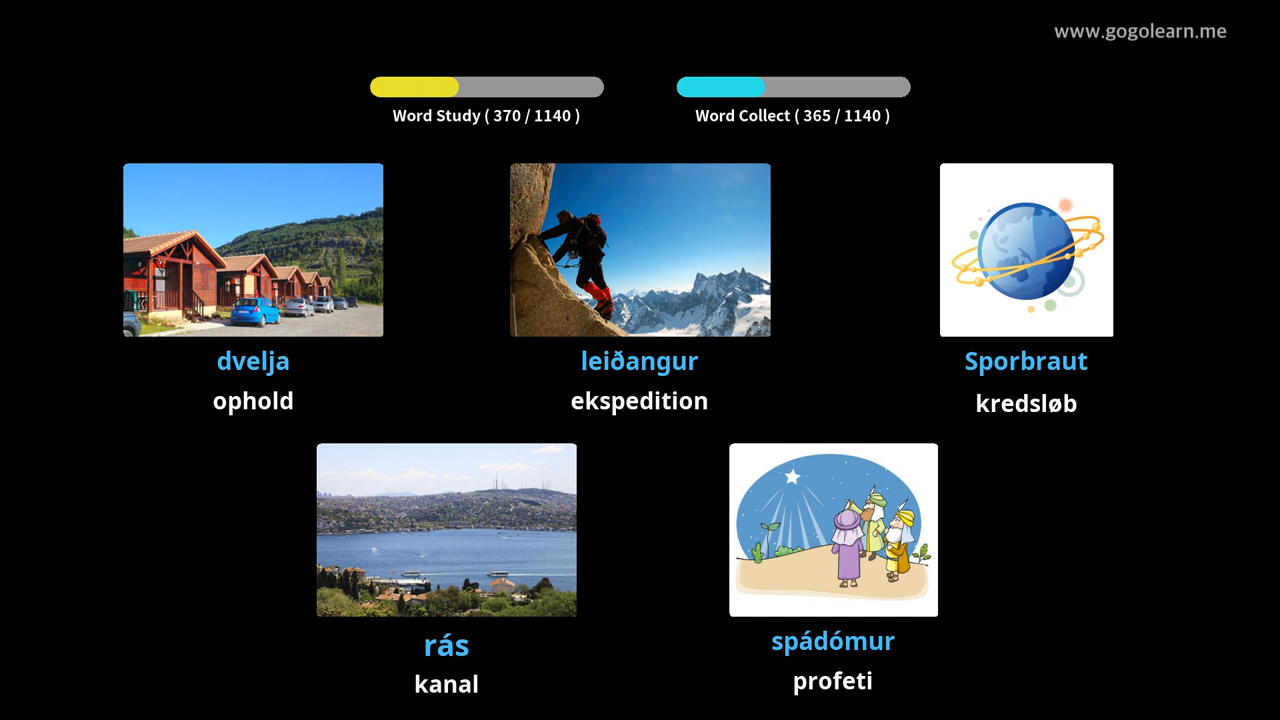 www.gogolearn.me
Word Study ( 370 / 1140 )
Word Collect ( 365 / 1140 )
dvelja
ophold
leiðangur
ekspedition
Sporbraut
kredsløb
rás
kanal
spádómur
profeti